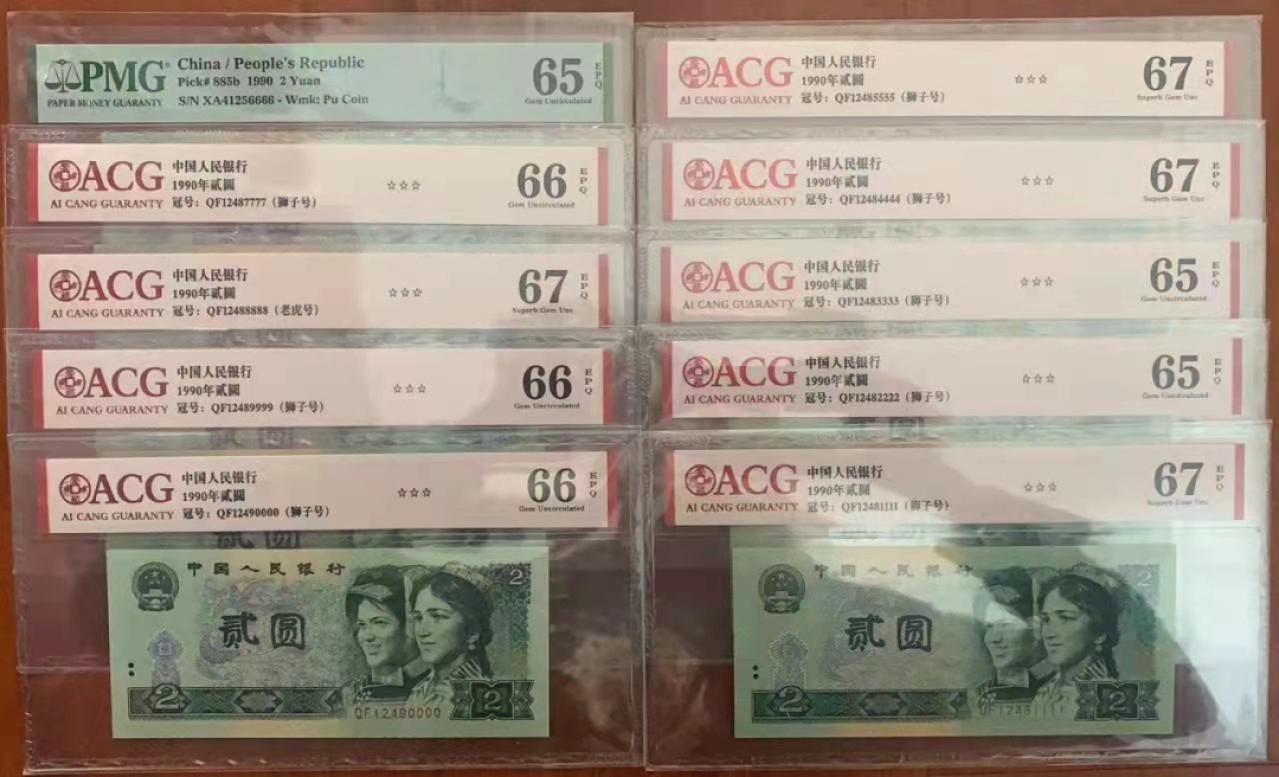 PMG
PAPER MONEY GUARANTY
China / People's Republic
Pick# 885b 1990 2 Yuan
S/N XA41256666 - Wmk: Pu Coin
65
EPQ
Gem Uncirculated
ACG
AI CANG GUARANTY
中国人民银行
1990年贰圆
冠号：QF12487777（狮子号）
☆☆☆
66
EPQ
Gem Uncirculated
ACG
AI CANG GUARANTY
中国人民银行
1990年贰圆
冠号：QF12488888（老虎号）
☆☆☆
67
EPQ
Superb Gem Unc
ACG
AI CANG GUARANTY
中国人民银行
1990年贰圆
冠号：QF12489999（狮子号）
☆☆☆
66
EPQ
Gem Uncirculated
ACG
AI CANG GUARANTY
中国人民银行
1990年贰圆
冠号：QF12490000（狮子号）
☆☆☆
66
EPQ
Gem Uncirculated
中国人民银行
2
贰圆
2
QF12490000
2
ACG
AI CANG GUARANTY
中国人民银行
1990年贰圆
冠号：QF12485555（狮子号）
☆☆☆
67
EPQ
Superb Gem Unc
ACG
AI CANG GUARANTY
中国人民银行
1990年贰圆
冠号：QF12484444（狮子号）
☆☆☆
67
EPQ
Superb Gem Unc
ACG
AI CANG GUARANTY
中国人民银行
1990年贰圆
冠号：QF12483333（狮子号）
☆☆☆
65
EPQ
Gem Uncirculated
ACG
AI CANG GUARANTY
中国人民银行
1990年贰圆
冠号：QF12482222（狮子号）
☆☆☆
65
EPQ
Gem Uncirculated
ACG
AI CANG GUARANTY
中国人民银行
1990年贰圆
冠号：QF12481111（狮子号）
☆☆☆
67
EPQ
Superb Gem Unc
中国人民银行
2
贰圆
2
QF12481111
2